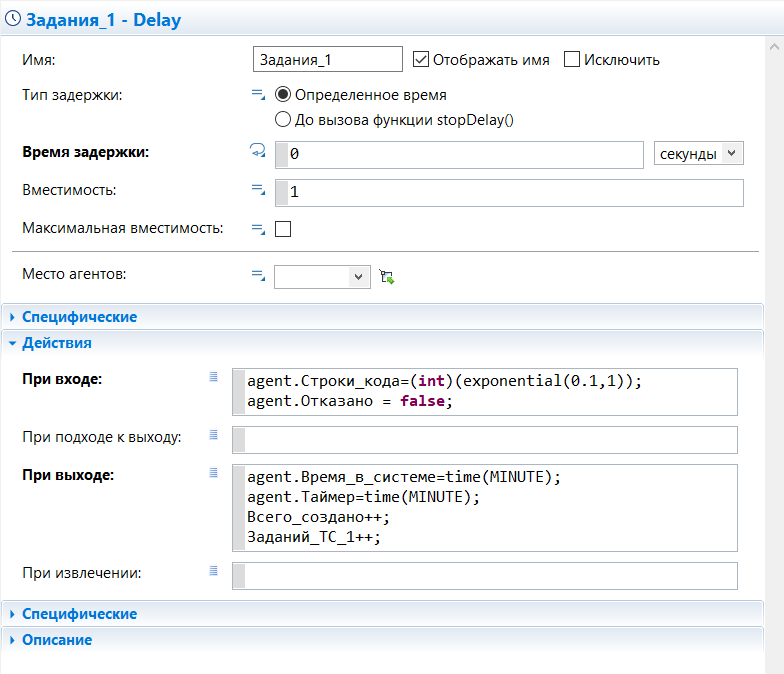 Задания_1 - Delay
Имя: Задания_1 Отображать имя Исключить
Тип задержки: Определенное время
До вызова функции stopDelay()
Время задержки: 0 секунды
Вместимость: 1
Максимальная вместимость:
Место агентов:
Специфические
Действия
При входе: agent.Строки_кода=(int)(exponential(0.1,1));
agent.Отказано = false;
При подходе к выходу:
При выходе: agent.Время_в_системе=time(MINUTE);
agent.Таймер=time(MINUTE);
Всего_создано++;
Заданий_ТС_1++;
При извлечении:
Специфические
Описание